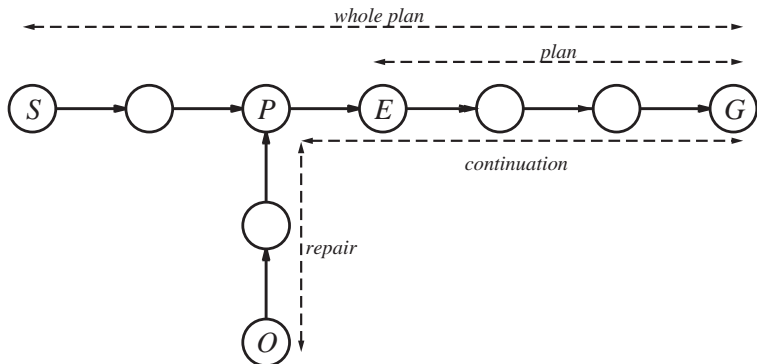 whole plan
plan
S P E G
continuation
repair
O